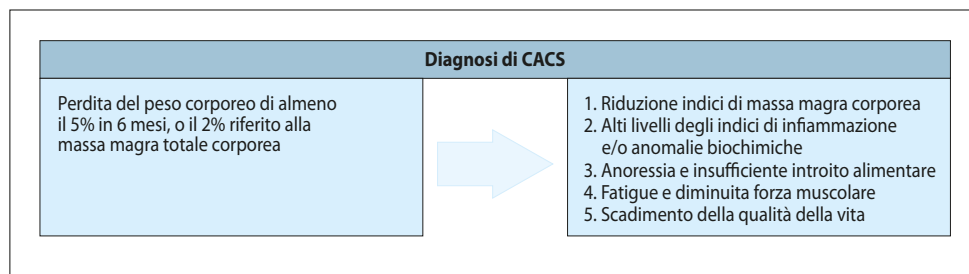 Diagnosi di CACS
Perdita del peso corporeo di almeno
il 5% in 6 mesi, o il 2% riferito alla
massa magra totale corporea
1. Riduzione indici di massa magra corporea
2. Alti livelli degli indici di infiammazione
e/o anomalie biochimiche
3. Anoressia e insufficiente introito alimentare
4. Fatigue e diminuita forza muscolare
5. Scadimento della qualità della vita